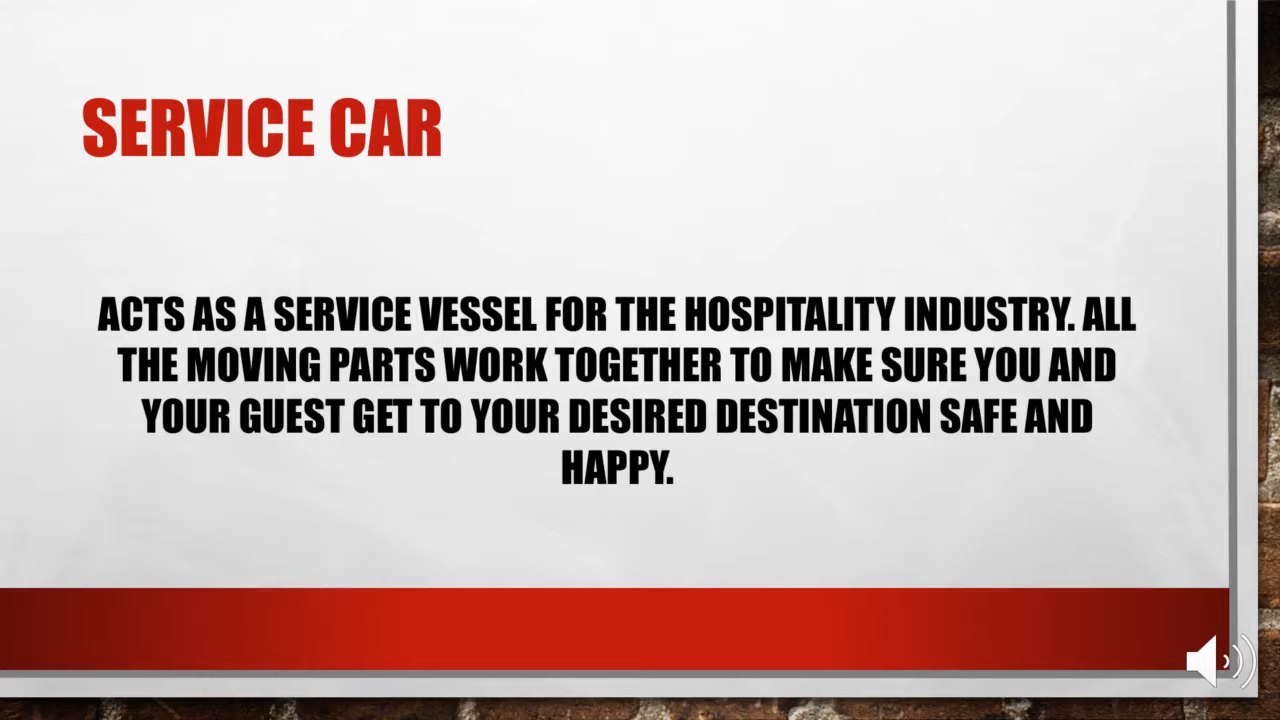 SERVICE CAR
ACTS AS A SERVICE VESSEL FOR THE HOSPITALITY INDUSTRY. ALL
THE MOVING PARTS WORK TOGETHER TO MAKE SURE YOU AND
YOUR GUEST GET TO YOUR DESIRED DESTINATION SAFE AND
HAPPY.